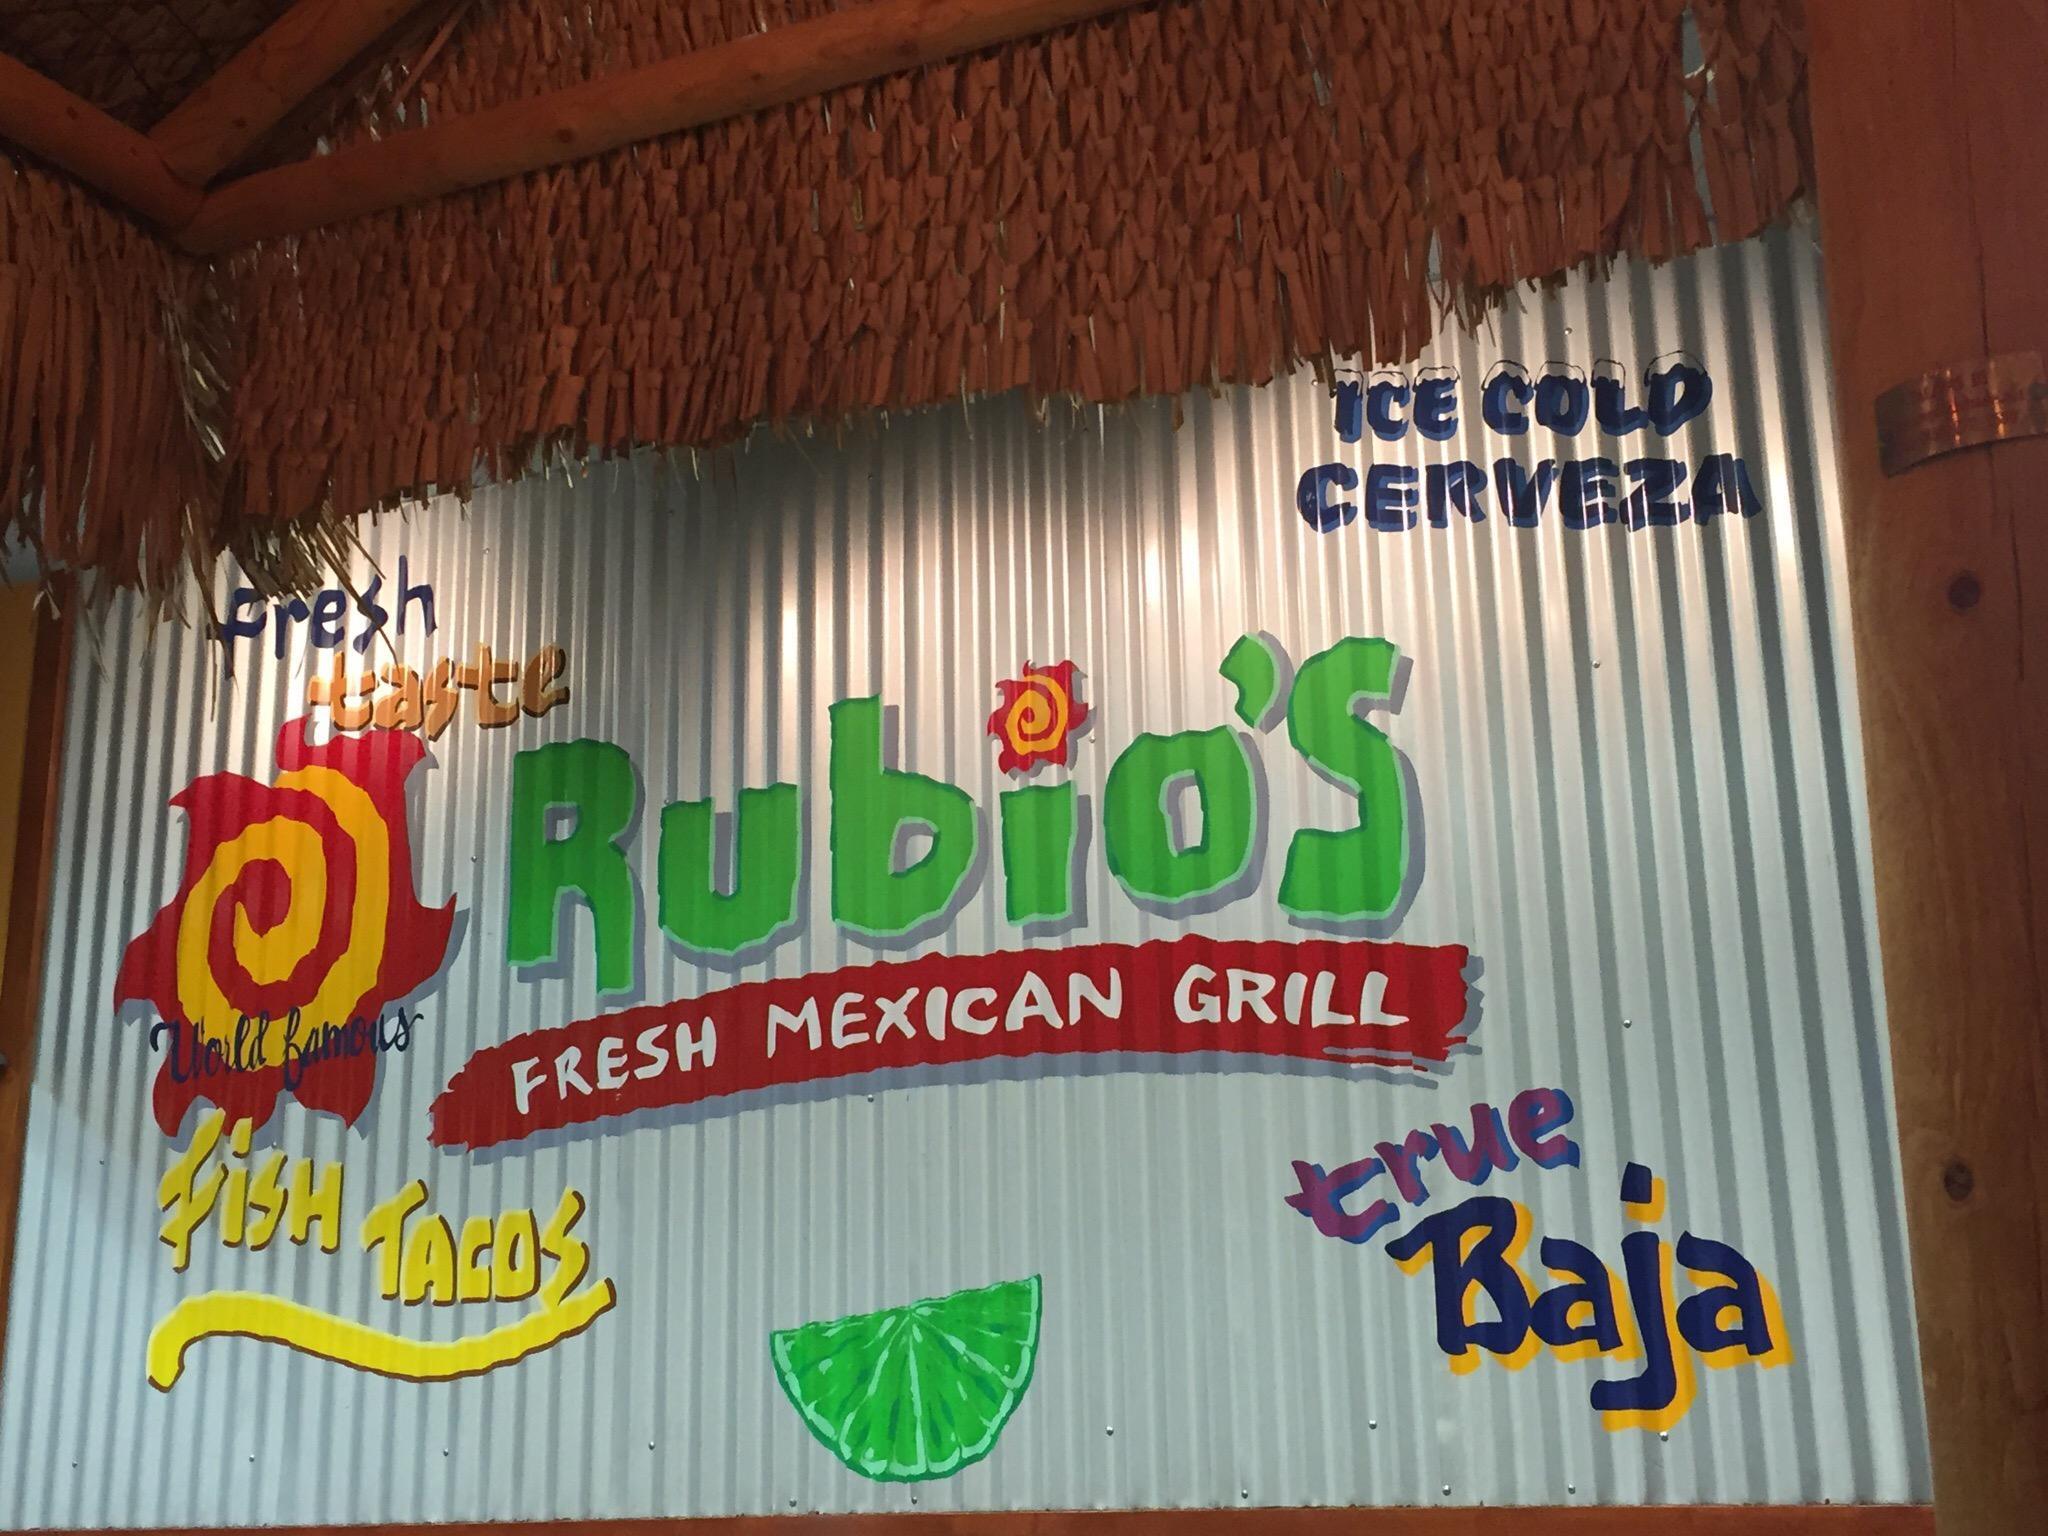 ICE COLD
CERVEZA
Fresh
taste
Rubio's
FRESH MEXICAN GRILL
World famous
FISH TACOS
true
Baja